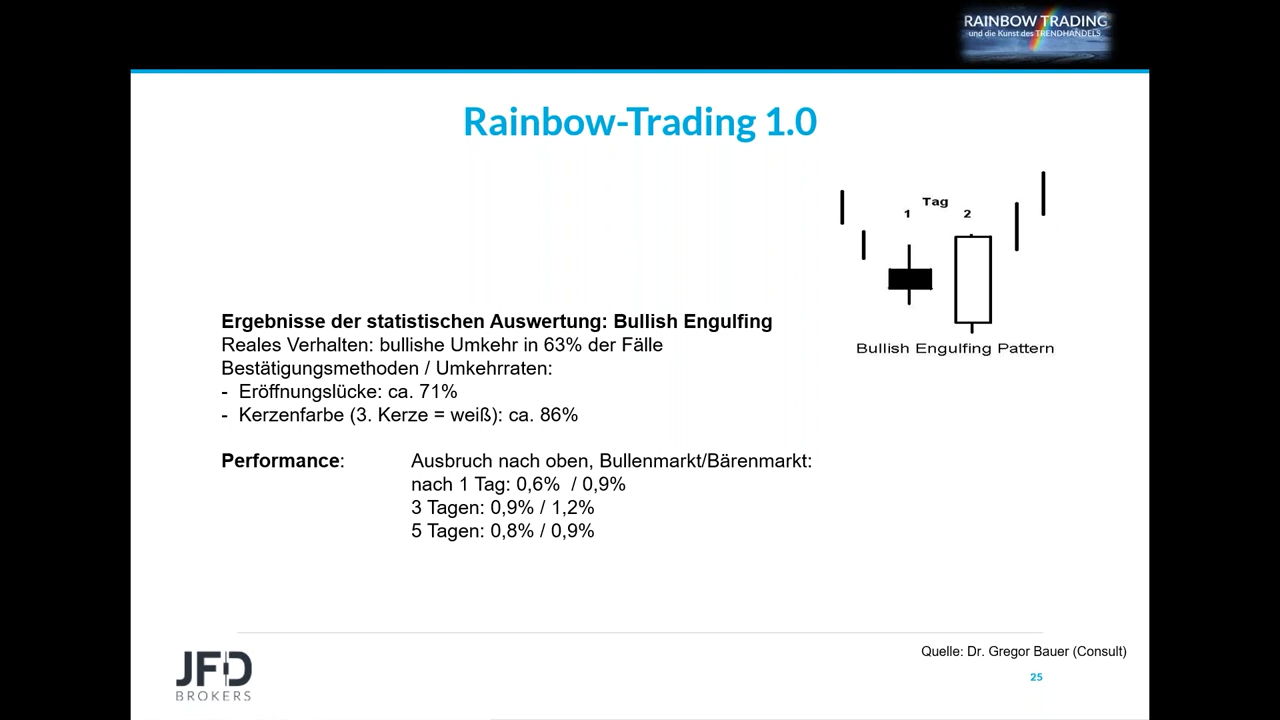 RAINBOW TRADING
und die Kunst des TRENDHANDELS
Rainbow-Trading 1.0
Tag
1 2
Bullish Engulfing Pattern
Ergebnisse der statistischen Auswertung: Bullish Engulfing
Reales Verhalten: bullishe Umkehr in 63% der Fälle
Bestätigungsmethoden / Umkehrraten:
- Eröffnungslücke: ca. 71%
- Kerzenfarbe (3. Kerze = weiß): ca. 86%
Performance: Ausbruch nach oben, Bullenmarkt/Bärenmarkt:
nach 1 Tag: 0,6% / 0,9%
3 Tagen: 0,9% / 1,2%
5 Tagen: 0,8% / 0,9%
Quelle: Dr. Gregor Bauer (Consult)
25
JFD
BROKERS